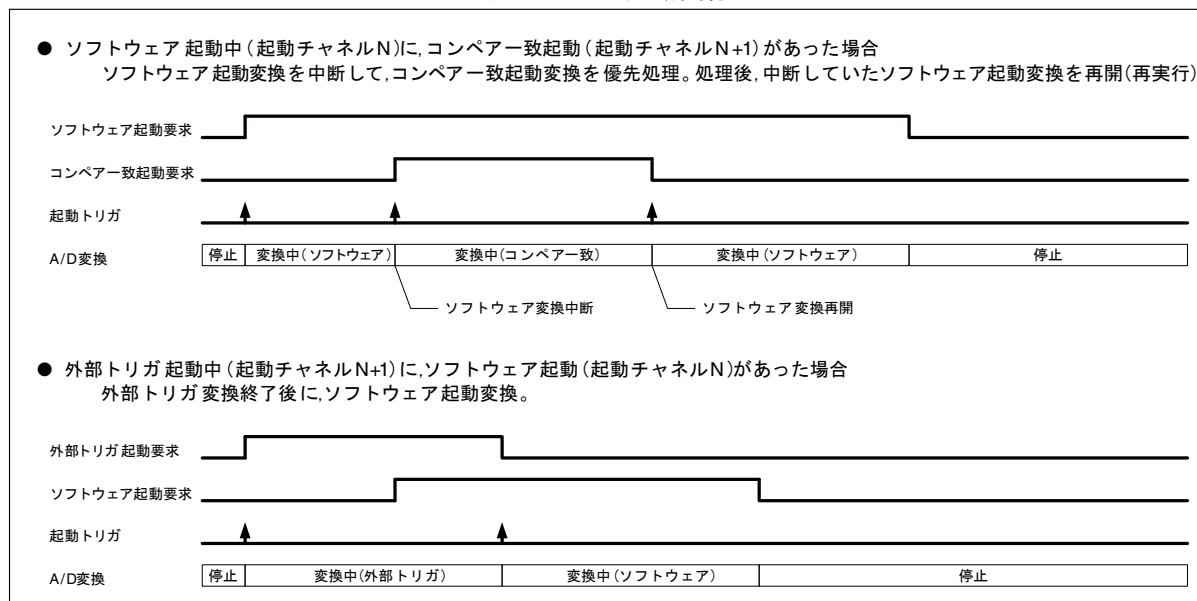 ● ソフトウェア起動中(起動チャネルN)に,コンペア一致起動(起動チャネルN+1)があった場合
ソフトウェア起動変換を中断して,コンペア一致起動変換を優先処理。処理後,中断していたソフトウェア起動変換を再開(再実行)
ソフトウェア起動要求
コンペア一致起動要求
起動トリガ
A/D変換 停止 変換中(ソフトウェア) 変換中(コンペア一致) 変換中(ソフトウェア) 停止
ソフトウェア変換中断 ソフトウェア変換再開
● 外部トリガ起動中(起動チャネルN+1)に,ソフトウェア起動(起動チャネルN)があった場合
外部トリガ変換終了後に,ソフトウェア起動変換。
外部トリガ起動要求
ソフトウェア起動要求
起動トリガ
A/D変換 停止 変換中(外部トリガ) 変換中(ソフトウェア) 停止